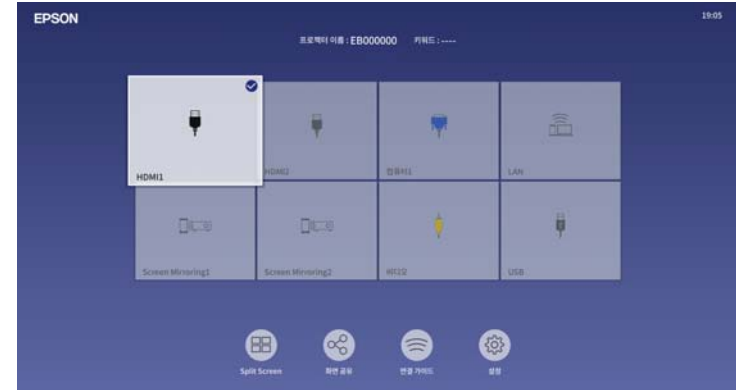 EPSON
19:05
프로젝터 이름 : EB000000 키워드 : ----
HDMI1
HDMI2
컴퓨터1
LAN
Screen Mirroring1
Screen Mirroring2
비디오
USB
Split Screen
화면 공유
연결 가이드
설정